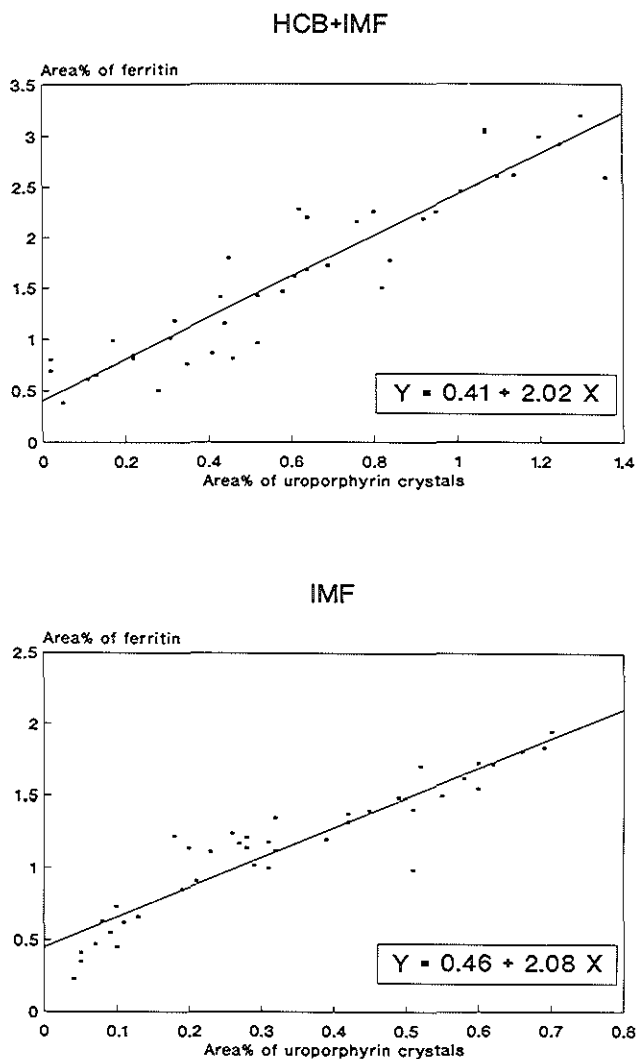 HCB+IMF
Area% of ferritin
3.5
3
2.5
2
1.5
1
0.5
0
0 0.2 0.4 0.6 0.8 1 1.2 1.4
Area% of uroporphyrin crystals
Y = 0.41 + 2.02 X
IMF
Area% of ferritin
2.5
2
1.5
1
0.5
0
0 0.1 0.2 0.3 0.4 0.5 0.6 0.7 0.8
Area% of uroporphyrin crystals
Y = 0.46 + 2.08 X